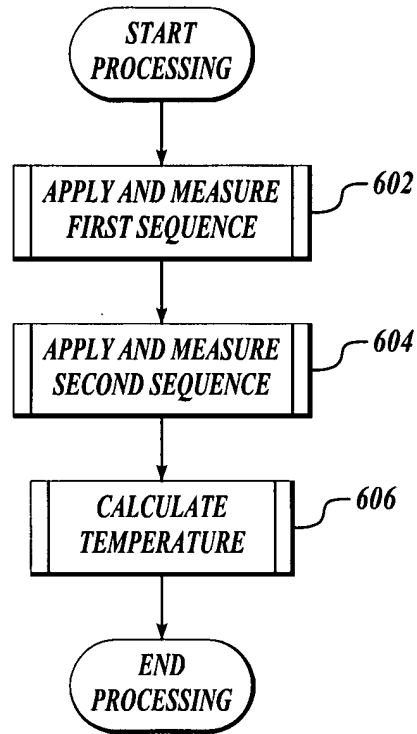 START
PROCESSING
APPLY AND MEASURE
FIRST SEQUENCE
602
APPLY AND MEASURE
SECOND SEQUENCE
604
CALCULATE
TEMPERATURE
606
END
PROCESSING